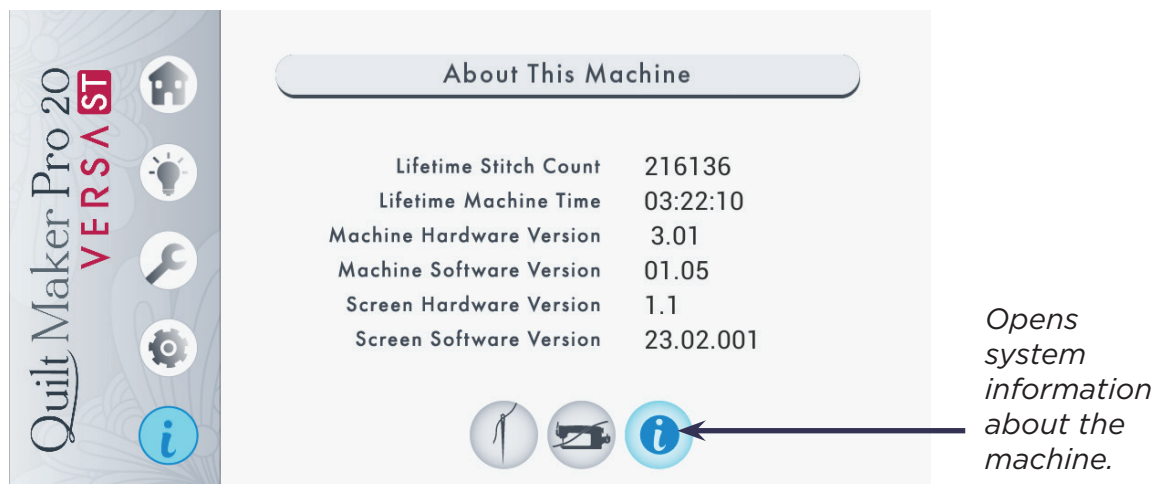 Quilt Maker Pro 20
VERSA ST
About This Machine
Lifetime Stitch Count 216136
Lifetime Machine Time 03:22:10
Machine Hardware Version 3.01
Machine Software Version 01.05
Screen Hardware Version 1.1
Screen Software Version 23.02.001
i
i
Opens
system
information
about the
machine.